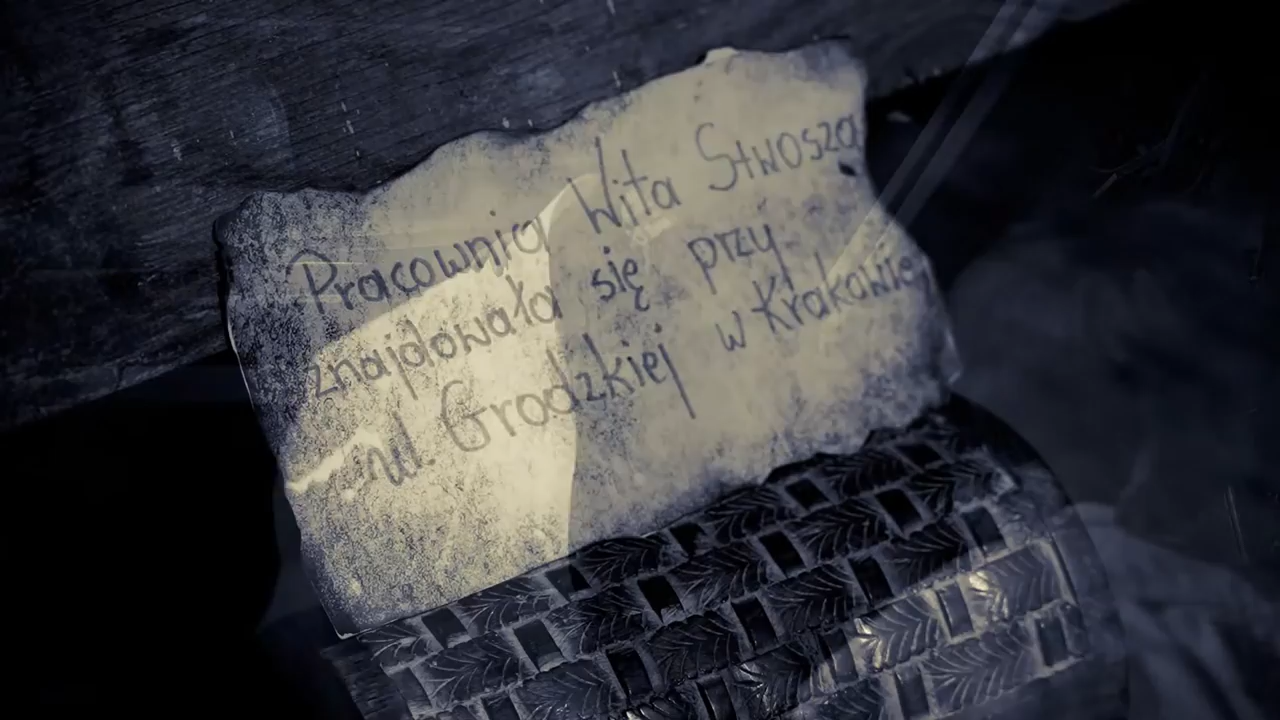 Pracownia Wita Stwosza
znajdowała się przy
ul. Grodzkiej w Krakowie